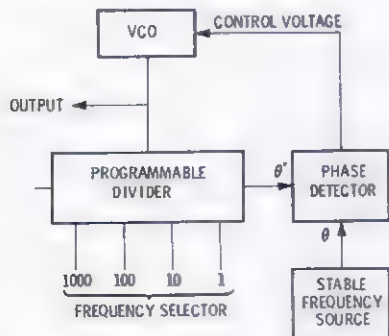 VCO
CONTROL VOLTAGE
OUTPUT
PROGRAMMABLE
DIVIDER
θ"
PHASE
DETECTOR
θ
1000 100 10 1
FREQUENCY SELECTOR
STABLE
FREQUENCY
SOURCE